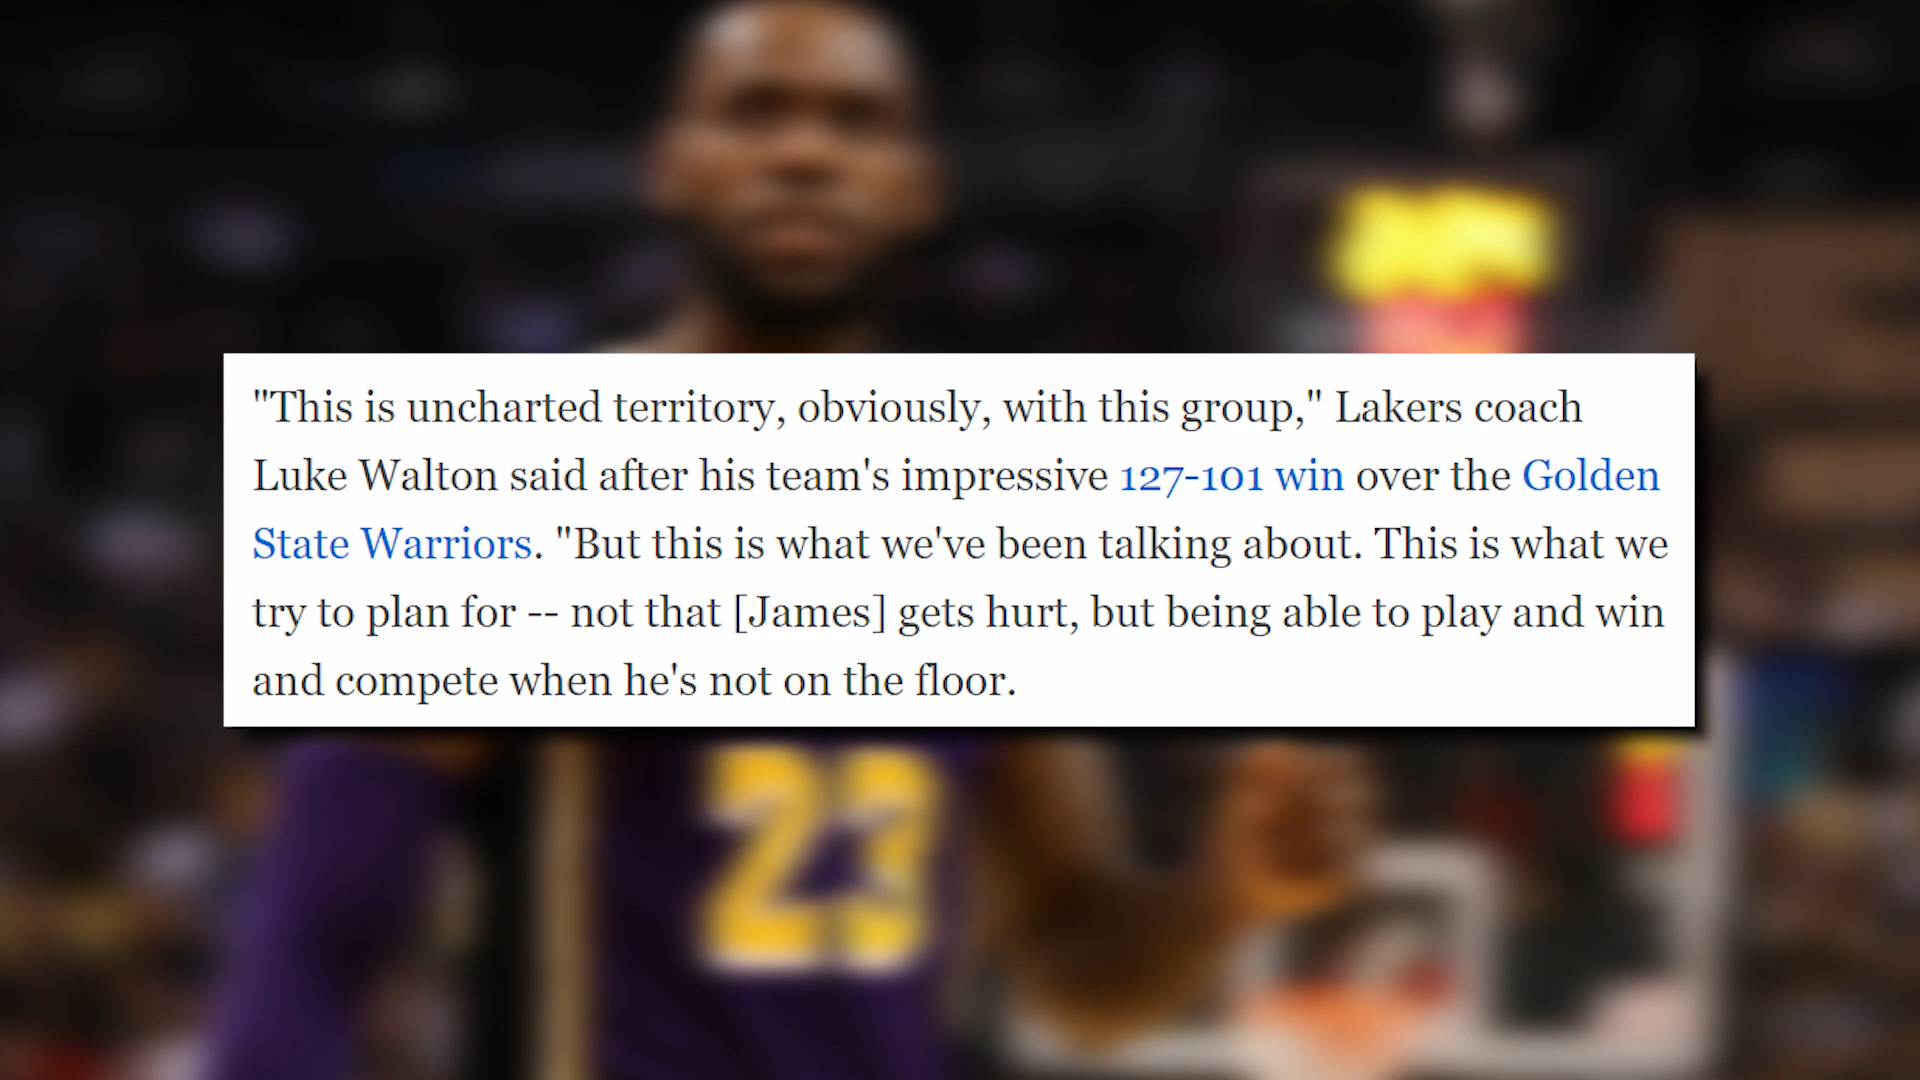 "This is uncharted territory, obviously, with this group," Lakers coach
Luke Walton said after his team's impressive 127-101 win over the Golden
State Warriors. "But this is what we've been talking about. This is what we
try to plan for -- not that [James] gets hurt, but being able to play and win
and compete when he's not on the floor.
23